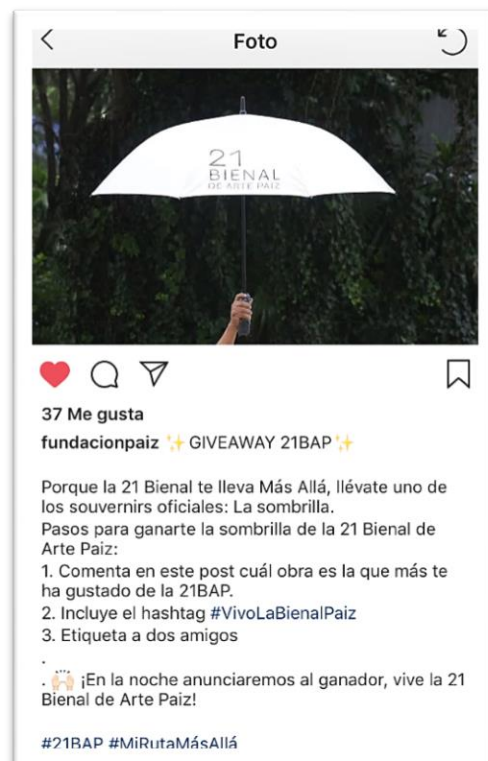 Foto
21
BIENAL
DE ARTE PAIZ
37 Me gusta
fundacionpaiz ✨ GIVEAWAY 21BAP ✨
Porque la 21 Bienal te lleva Más Allá, llévate uno de
los souvernirs oficiales: La sombrilla.
Pasos para ganarte la sombrilla de la 21 Bienal de
Arte Paiz:
1. Comenta en este post cuál obra es la que más te
ha gustado de la 21BAP.
2. Incluye el hashtag #VivoLaBienalPaiz
3. Etiqueta a dos amigos
.
. 🙌🏻 ¡En la noche anunciaremos al ganador, vive la 21
Bienal de Arte Paiz!
#21BAP #MiRutaMásAllá